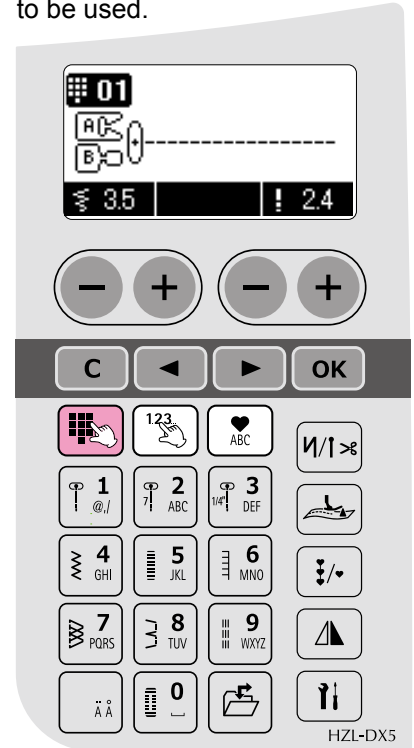 to be used.
01
A
B
3.5 2.4
C OK
123
ABC
1 @,/
7 2 ABC
1/4" 3 DEF
4 GHI
5 JKL
6 MNO
7 PQRS
8 TUV
9 WXYZ
Ä Å
0
HZL-DX5